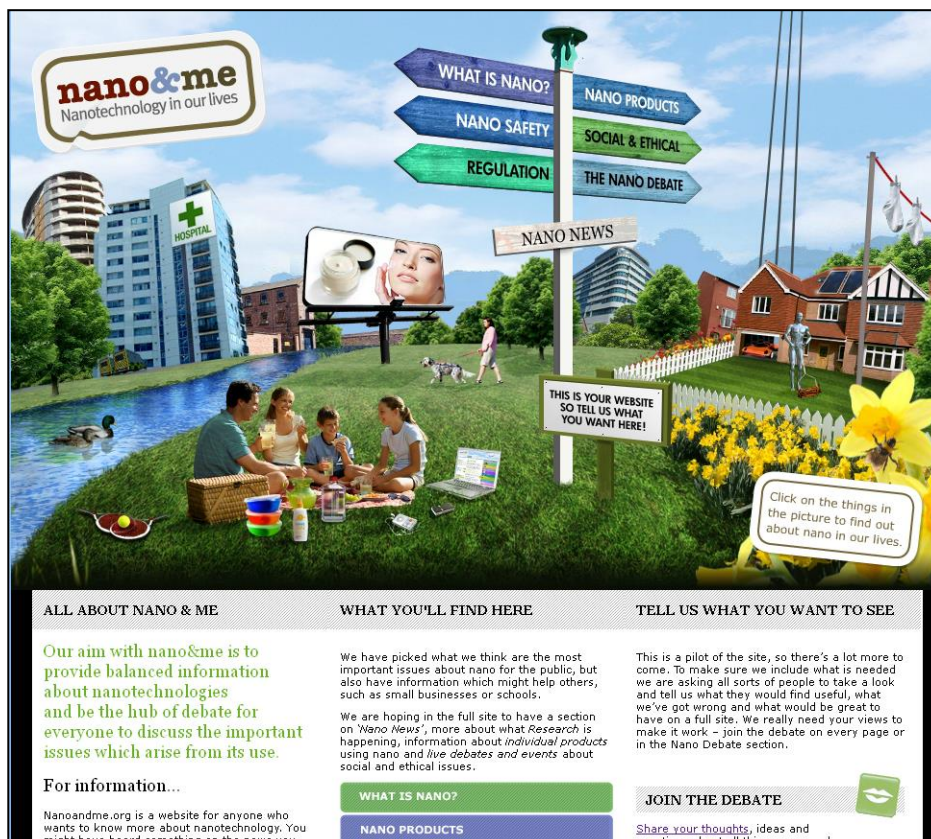 nano&me
Nanotechnology in our lives
WHAT IS NANO?
NANO PRODUCTS
NANO SAFETY
SOCIAL & ETHICAL
REGULATION
THE NANO DEBATE
HOSPITAL
NANO NEWS
THIS IS YOUR WEBSITE
SO TELL US WHAT
YOU WANT HERE!
Click on the things in
the picture to find out
about nano in our lives.
ALL ABOUT NANO & ME
Our aim with nano&me is to
provide balanced information
about nanotechnologies
and be the hub of debate for
everyone to discuss the important
issues which arise from its use.
For information...
Nanoandme.org is a website for anyone who
wants to know more about nanotechnology. You
WHAT YOU'LL FIND HERE
We have picked what we think are the most
important issues about nano for the public, but
also have information which might help others,
such as small businesses or schools.
We are hoping in the full site to have a section
on 'Nano News', more about what Research is
happening, information about individual products
using nano and live debates and events about
social and ethical issues.
WHAT IS NANO?
NANO PRODUCTS
TELL US WHAT YOU WANT TO SEE
This is a pilot of the site, so there's a lot more to
come. To make sure we include what is needed
we are asking all sorts of people to take a look
and tell us what they would find useful, what
we've got wrong and what would be great to
have on a full site. We really need your views to
make it work – join the debate on every page or
in the Nano Debate section.
JOIN THE DEBATE
Share your thoughts, ideas and